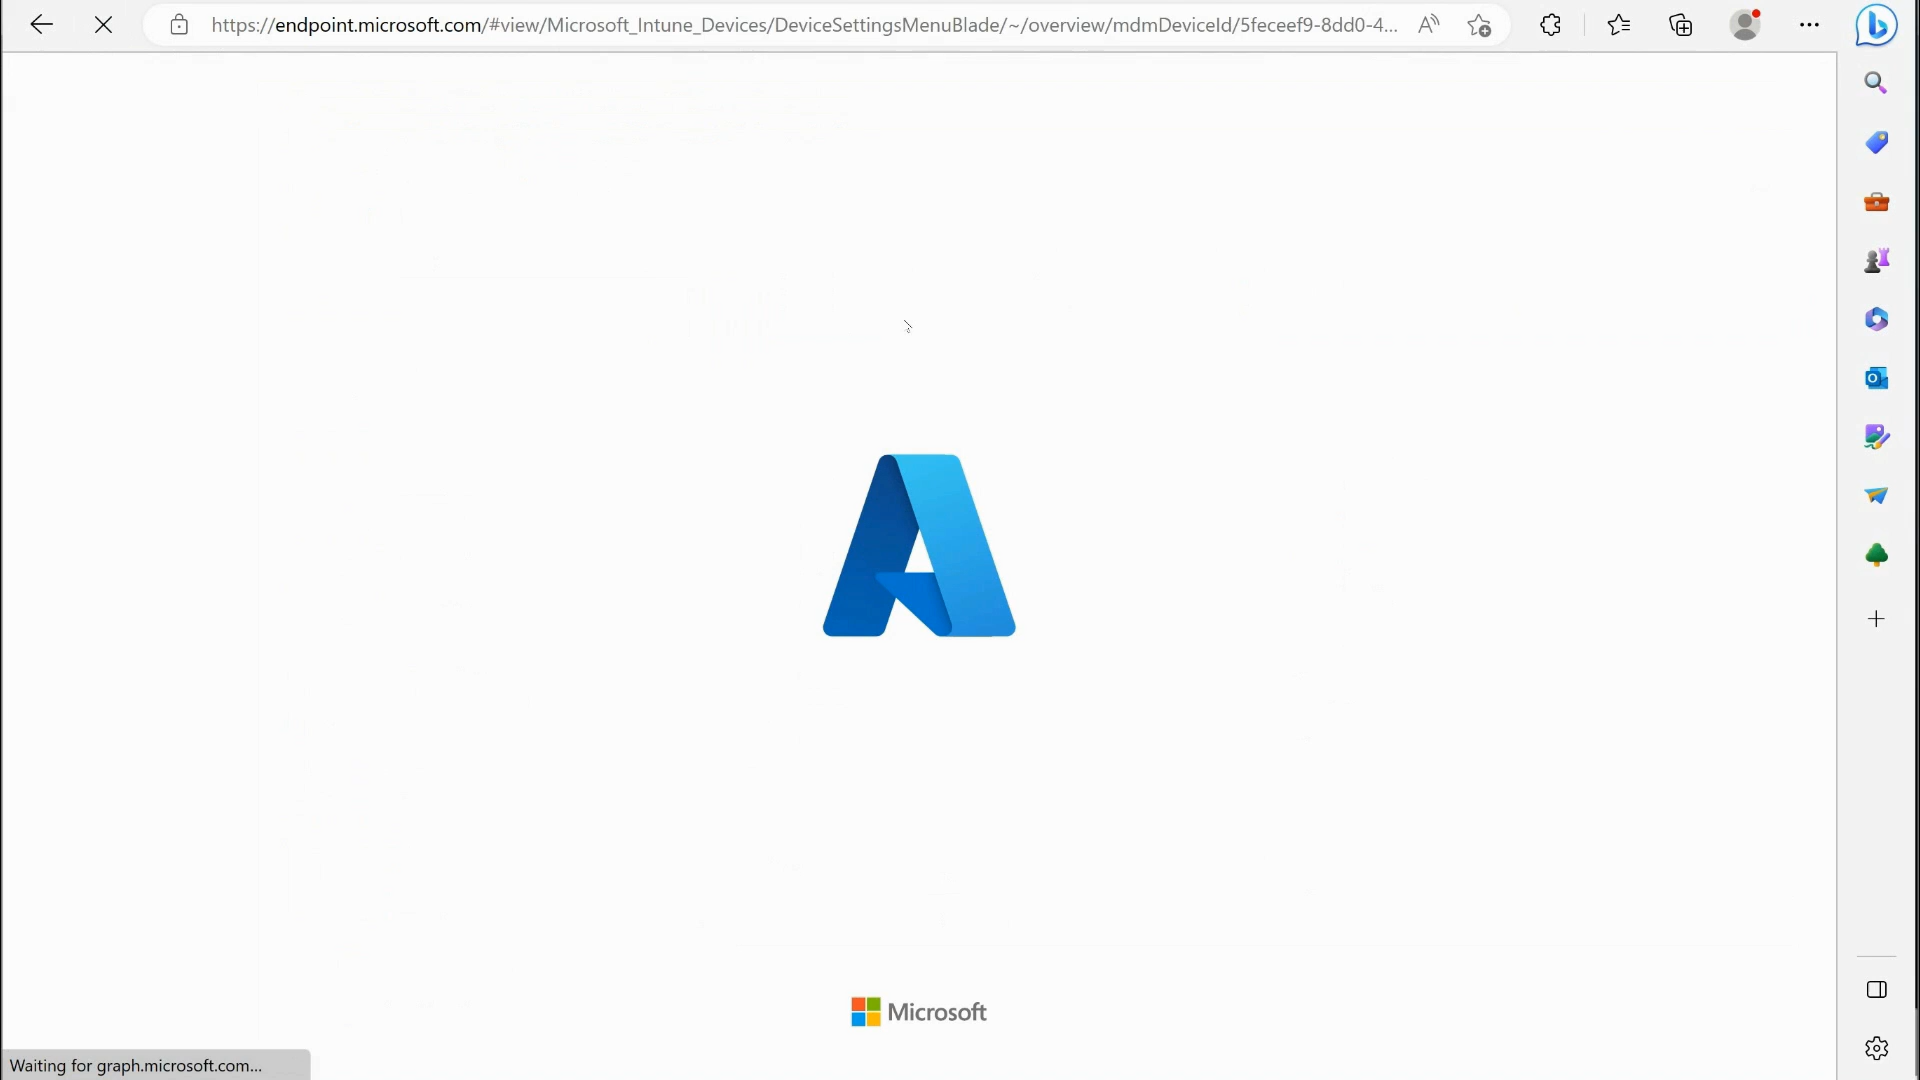 https://endpoint.microsoft.com/#view/Microsoft_Intune_Devices/DeviceSettingsMenuBlade/~/overview/mdmDeviceId/5feceef9-8dd0-4...
Microsoft
Waiting for graph.microsoft.com...